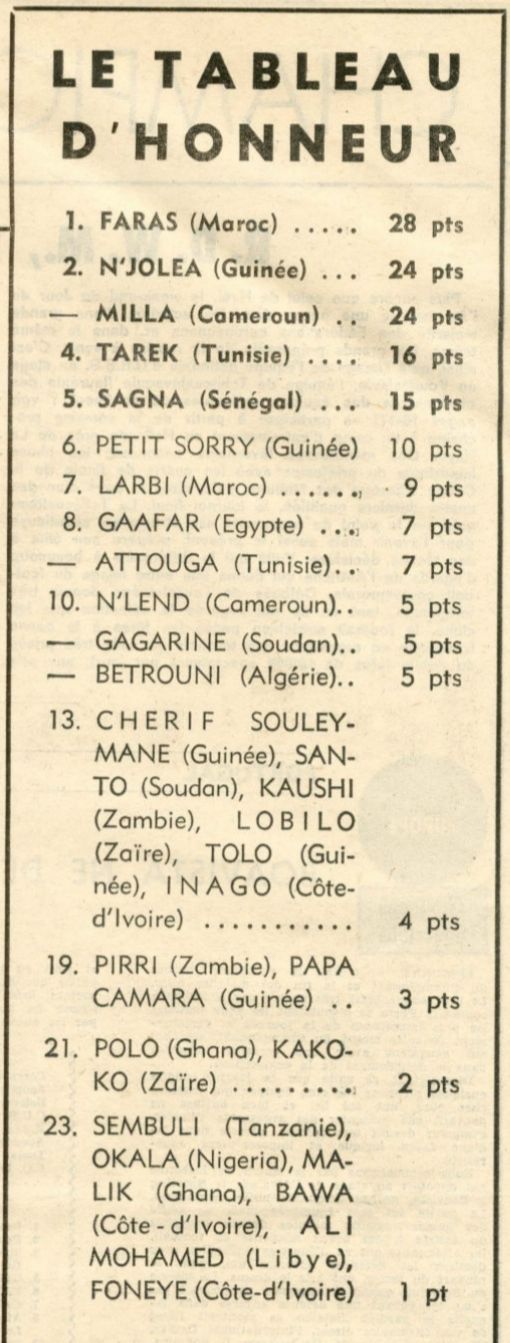 LE TABLEAU
D'HONNEUR
1. FARAS (Maroc) ..... 28 pts
2. N'JOLEA (Guinée) ... 24 pts
— MILLA (Cameroun) .. 24 pts
4. TAREK (Tunisie) .... 16 pts
5. SAGNA (Sénégal) ... 15 pts
6. PETIT SORRY (Guinée) 10 pts
7. LARBI (Maroc) ...... 9 pts
8. GAAFAR (Egypte) .... 7 pts
— ATTOUGA (Tunisie).. 7 pts
10. N'LEND (Cameroun).. 5 pts
— GAGARINE (Soudan).. 5 pts
— BETROUNI (Algérie).. 5 pts
13. CHERIF SOULEY-
MANE (Guinée), SAN-
TO (Soudan), KAUSHI
(Zambie), LOBILO
(Zaïre), TOLO (Gui-
née), INAGO (Côte-
d'Ivoire) ........... 4 pts
19. PIRRI (Zambie), PAPA
CAMARA (Guinée) .. 3 pts
21. POLO (Ghana), KAKO-
KO (Zaïre) ......... 2 pts
23. SEMBULI (Tanzanie),
OKALA (Nigeria), MA-
LIK (Ghana), BAWA
(Côte - d'Ivoire), ALI
MOHAMED (Libye),
FONEYE (Côte-d'Ivoire) 1 pt